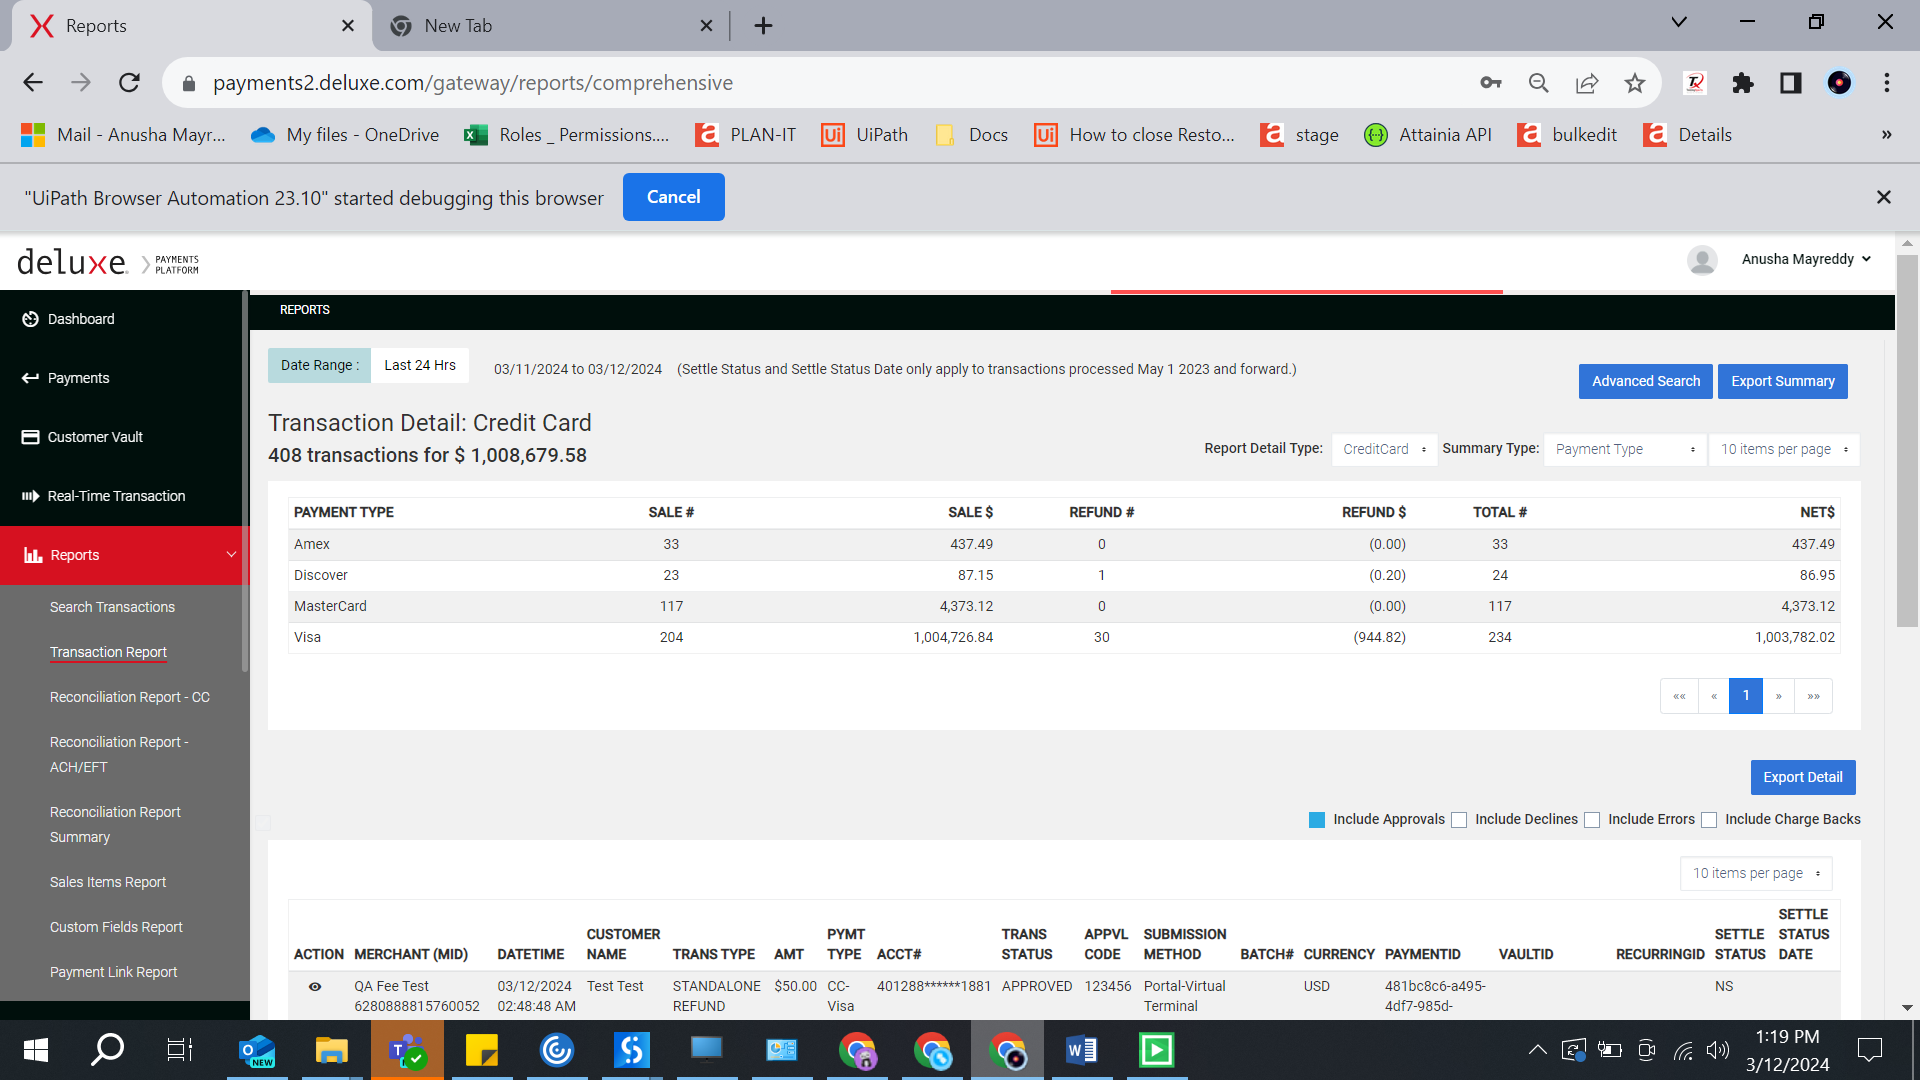 Reports
New Tab
payments2.deluxe.com/gateway/reports/comprehensive
Mail - Anusha Mayr...
My files - OneDrive
Roles _ Permissions....
PLAN-IT
UiPath
Docs
How to close Resto...
stage
Attainia API
bulkedit
Details
»
"UiPath Browser Automation 23.10" started debugging this browser
Cancel
deluxe. PAYMENTS PLATFORM
Anusha Mayreddy
Dashboard
Payments
Customer Vault
Real-Time Transaction
Reports
Search Transactions
Transaction Report
Reconciliation Report - CC
Reconciliation Report -
ACH/EFT
Reconciliation Report
Summary
Sales Items Report
Custom Fields Report
Payment Link Report
REPORTS
Date Range : Last 24 Hrs 03/11/2024 to 03/12/2024 (Settle Status and Settle Status Date only apply to transactions processed May 1 2023 and forward.)
Advanced Search Export Summary
Transaction Detail: Credit Card
408 transactions for $ 1,008,679.58
Report Detail Type: CreditCard Summary Type: Payment Type 10 items per page
PAYMENT TYPE SALE # SALE $ REFUND # REFUND $ TOTAL # NET$
Amex 33 437.49 0 (0.00) 33 437.49
Discover 23 87.15 1 (0.20) 24 86.95
MasterCard 117 4,373.12 0 (0.00) 117 4,373.12
Visa 204 1,004,726.84 30 (944.82) 234 1,003,782.02
«« « 1 » »»
Export Detail
Include Approvals Include Declines Include Errors Include Charge Backs
10 items per page
ACTION MERCHANT (MID) DATETIME CUSTOMER NAME TRANS TYPE AMT PYMT TYPE ACCT# TRANS STATUS APPVL CODE SUBMISSION METHOD BATCH# CURRENCY PAYMENTID VAULTID RECURRINGID SETTLE STATUS SETTLE STATUS DATE
QA Fee Test 03/12/2024 Test Test STANDALONE $50.00 CC- 401288******1881 APPROVED 123456 Portal-Virtual USD 481bc8c6-a495- NS
6280888815760052 02:48:48 AM REFUND Visa Terminal 4df7-985d-
1:19 PM
3/12/2024